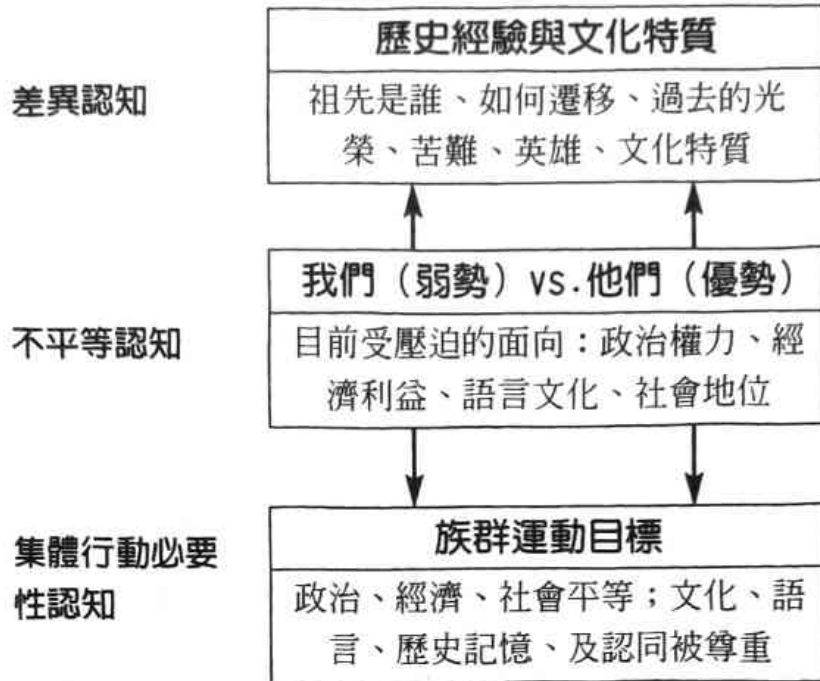 歷史經驗與文化特質
差異認知
祖先是誰、如何遷移、過去的光
榮、苦難、英雄、文化特質
我們（弱勢）vs.他們（優勢）
不平等認知
目前受壓迫的面向：政治權力、經
濟利益、語言文化、社會地位
族群運動目標
集體行動必要
性認知
政治、經濟、社會平等；文化、語
言、歷史記憶、及認同被尊重